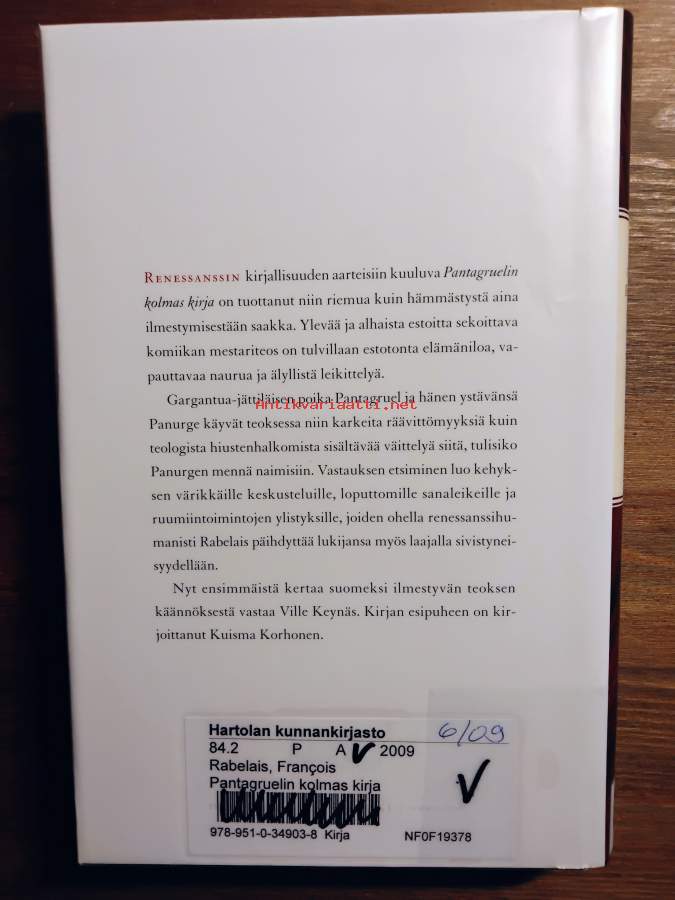 RENESSANSSIN kirjallisuuden aarteisiin kuuluva Pantagruelin
kolmas kirja on tuottanut niin riemua kuin hämmästystä aina
ilmestymisestään saakka. Ylevää ja alhaista estoitta sekoittava
komiikan mestariteos on tulvillaan estotonta elämäniloa, va-
pauttavaa naurua ja älyllistä leikittelyä.
Gargantua-jättiläisen poika Pantagruel ja hänen ystävänsä
Antikvariaatti.net
Panurge käyvät teoksessa niin karkeita räävittömyyksiä kuin
teologista hiustenhalkomista sisältävää väittelyä siitä, tulisiko
Panurgen mennä naimisiin. Vastauksen etsiminen luo kehyk-
sen värikkäille keskusteluille, loputtomille sanaleikeille ja
ruumiintoimintojen ylistyksille, joiden ohella renessanssihu-
manisti Rabelais päihdyttää lukijansa myös laajalla sivistynei-
syydellään.
Nyt ensimmäistä kertaa suomeksi ilmestyvän teoksen
käännöksestä vastaa Ville Keynäs. Kirjan esipuheen on kir-
joittanut Kuisma Korhonen.
Hartolan kunnankirjasto 6/09
84.2 P A 2009
Rabelais, François
Pantagruelin kolmas kirja
978-951-0-34903-8 Kirja NF0F19378